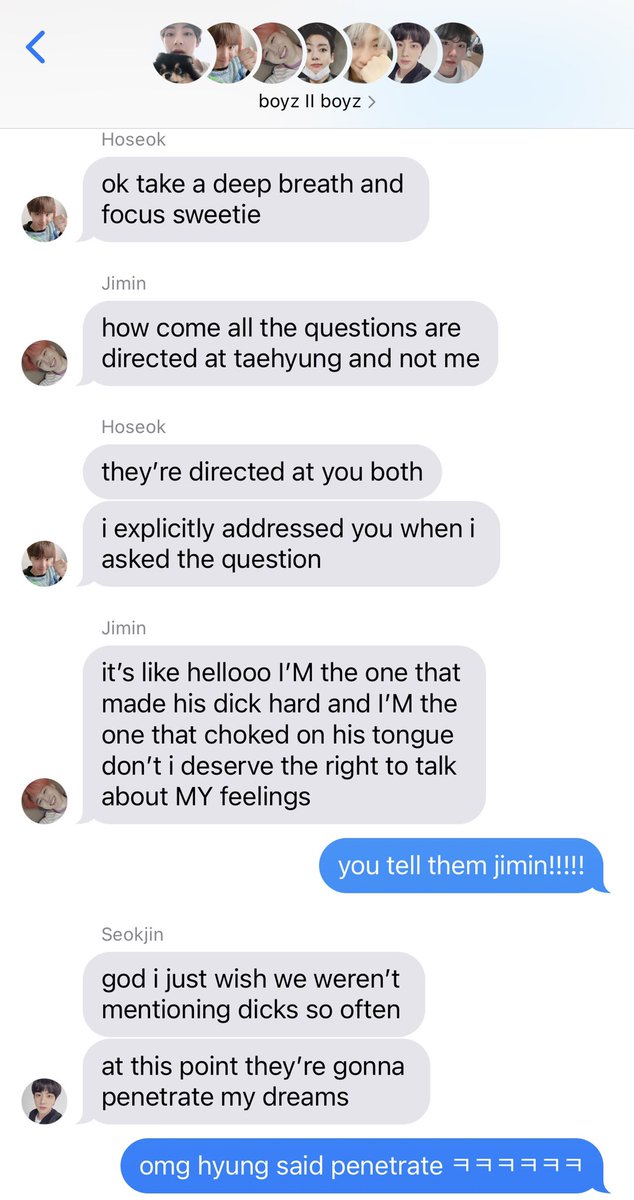 boyz II boyz >
Hoseok
ok take a deep breath and
focus sweetie
Jimin
how come all the questions are
directed at taehyung and not me
Hoseok
they’re directed at you both
i explicitly addressed you when i
asked the question
Jimin
it’s like hellooo I’M the one that
made his dick hard and I’M the
one that choked on his tongue
don’t i deserve the right to talk
about MY feelings
you tell them jimin!!!!!
Seokjin
god i just wish we weren’t
mentioning dicks so often
at this point they’re gonna
penetrate my dreams
omg hyung said penetrate ㅋㅋㅋㅋㅋㅋ